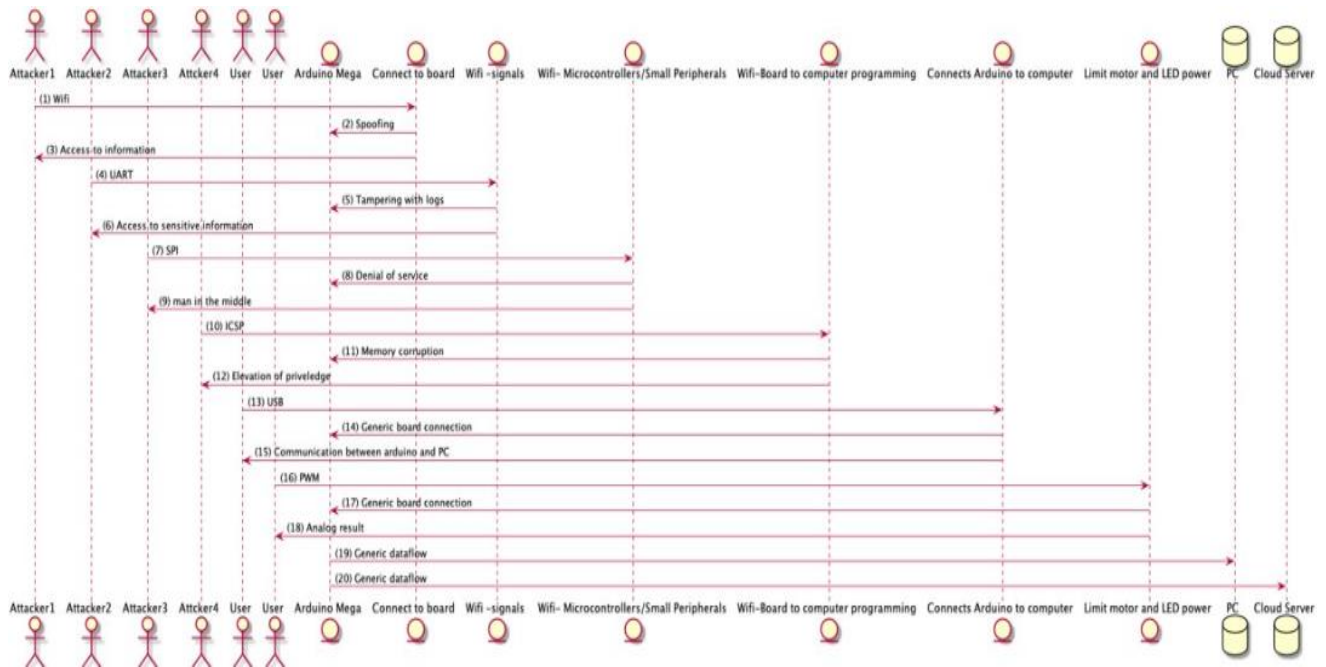 Attacker1 Attacker2 Attacker3 Attcker4 User User Arduino Mega Connect to board Wifi -signals Wifi- Microcontrollers/Small Peripherals Wifi-Board to computer programming Connects Arduino to computer Limit motor and LED power PC Cloud Server
(1) Wifi
(2) Spoofing
(3) Access to information
(4) UART
(5) Tampering with logs
(6) Access to sensitive information
(7) SPI
(8) Denial of service
(9) man in the middle
(10) ICSP
(11) Memory corruption
(12) Elevation of priveledge
(13) USB
(14) Generic board connection
(15) Communication between arduino and PC
(16) PWM
(17) Generic board connection
(18) Analog result
(19) Generic dataflow
(20) Generic dataflow
Attacker1 Attacker2 Attacker3 Attcker4 User User Arduino Mega Connect to board Wifi -signals Wifi- Microcontrollers/Small Peripherals Wifi-Board to computer programming Connects Arduino to computer Limit motor and LED power PC Cloud Server